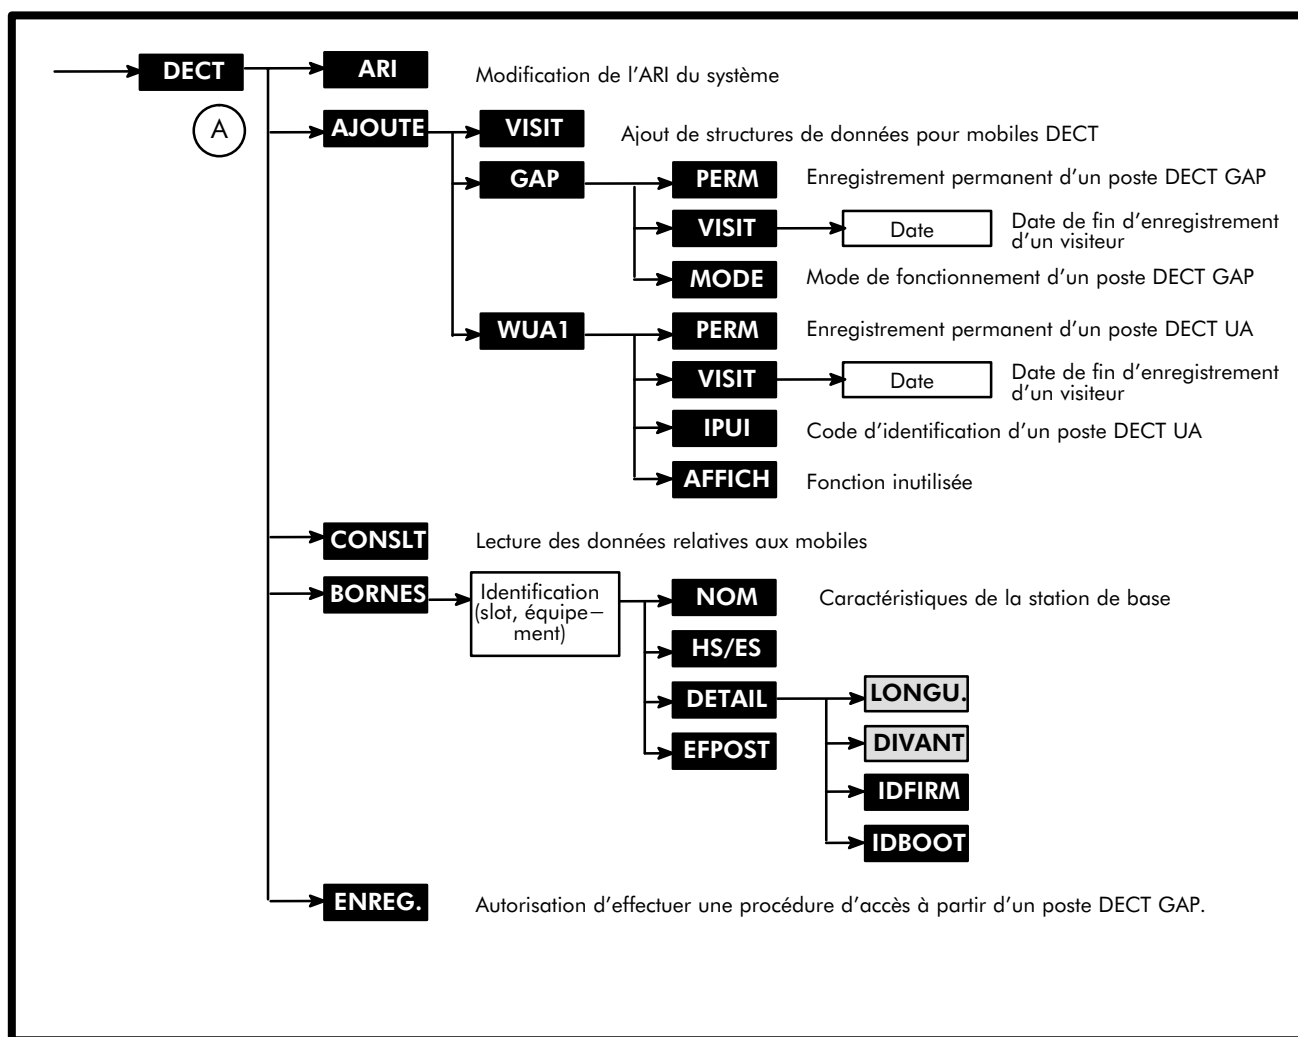 DECT
ARI
Modification de l'ARI du système
A
AJOUTE
VISIT
Ajout de structures de données pour mobiles DECT
GAP
PERM
Enregistrement permanent d'un poste DECT GAP
VISIT
Date
Date de fin d'enregistrement
d'un visiteur
MODE
Mode de fonctionnement d'un poste DECT GAP
WUA1
PERM
Enregistrement permanent d'un poste DECT UA
VISIT
Date
Date de fin d'enregistrement
d'un visiteur
IPUI
Code d'identification d'un poste DECT UA
AFFICH
Fonction inutilisée
CONSLT
Lecture des données relatives aux mobiles
BORNES
Identification
(slot, équipe–
ment)
NOM
Caractéristiques de la station de base
HS/ES
DETAIL
LONGU.
DIVANT
EFPOST
IDFIRM
IDBOOT
ENREG.
Autorisation d'effectuer une procédure d'accès à partir d'un poste DECT GAP.